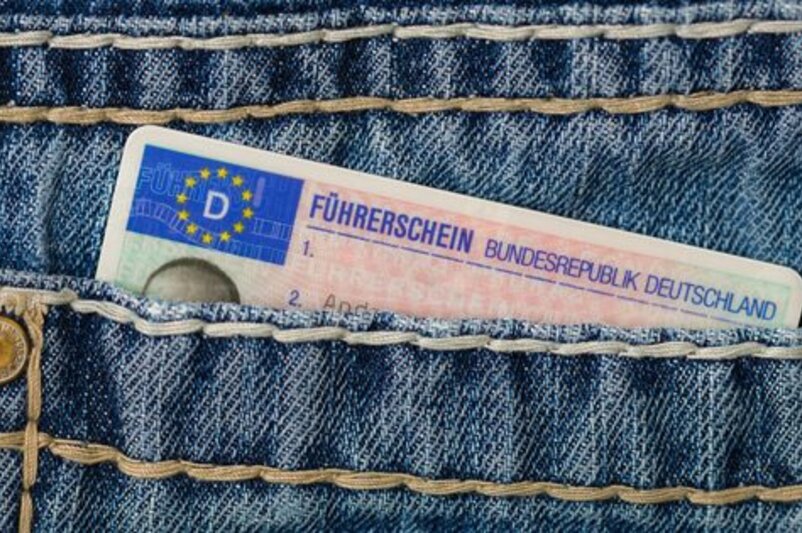 D
FÜHRERSCHEIN BUNDESREPUBLIK DEUTSCHLAND
1.
2.